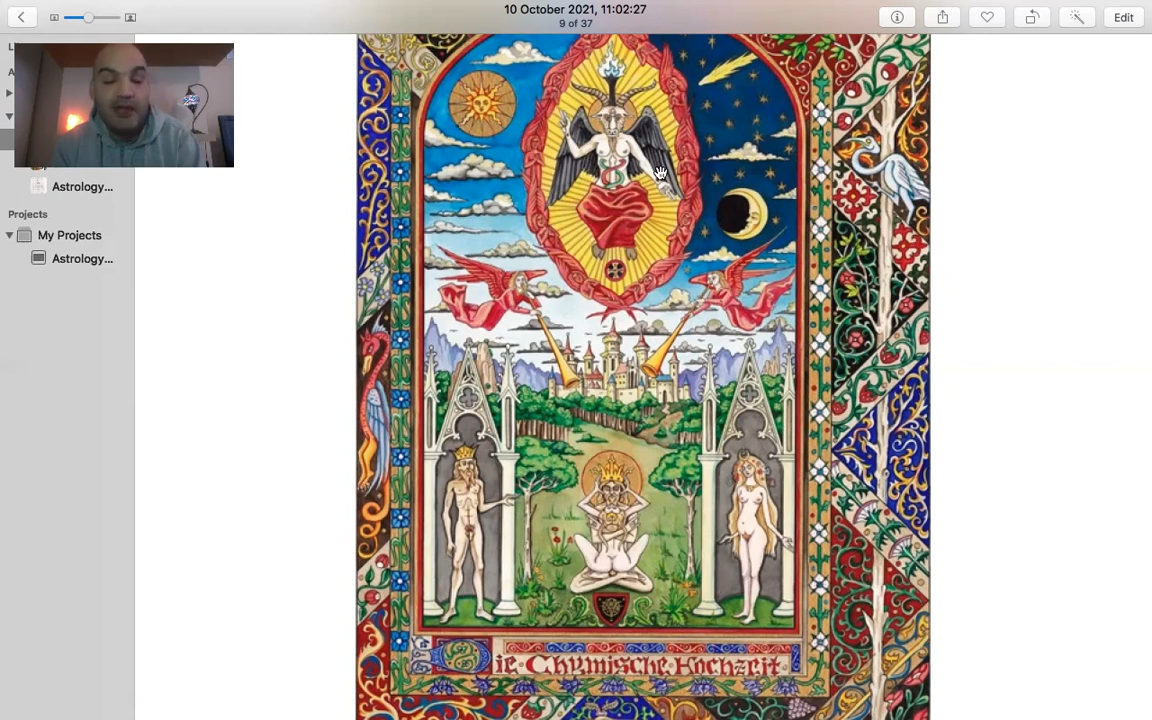 10 October 2021, 11:02:27
9 of 37
Edit
Astrology...
Projects
My Projects
Astrology...
Die Chymische Hochzeit